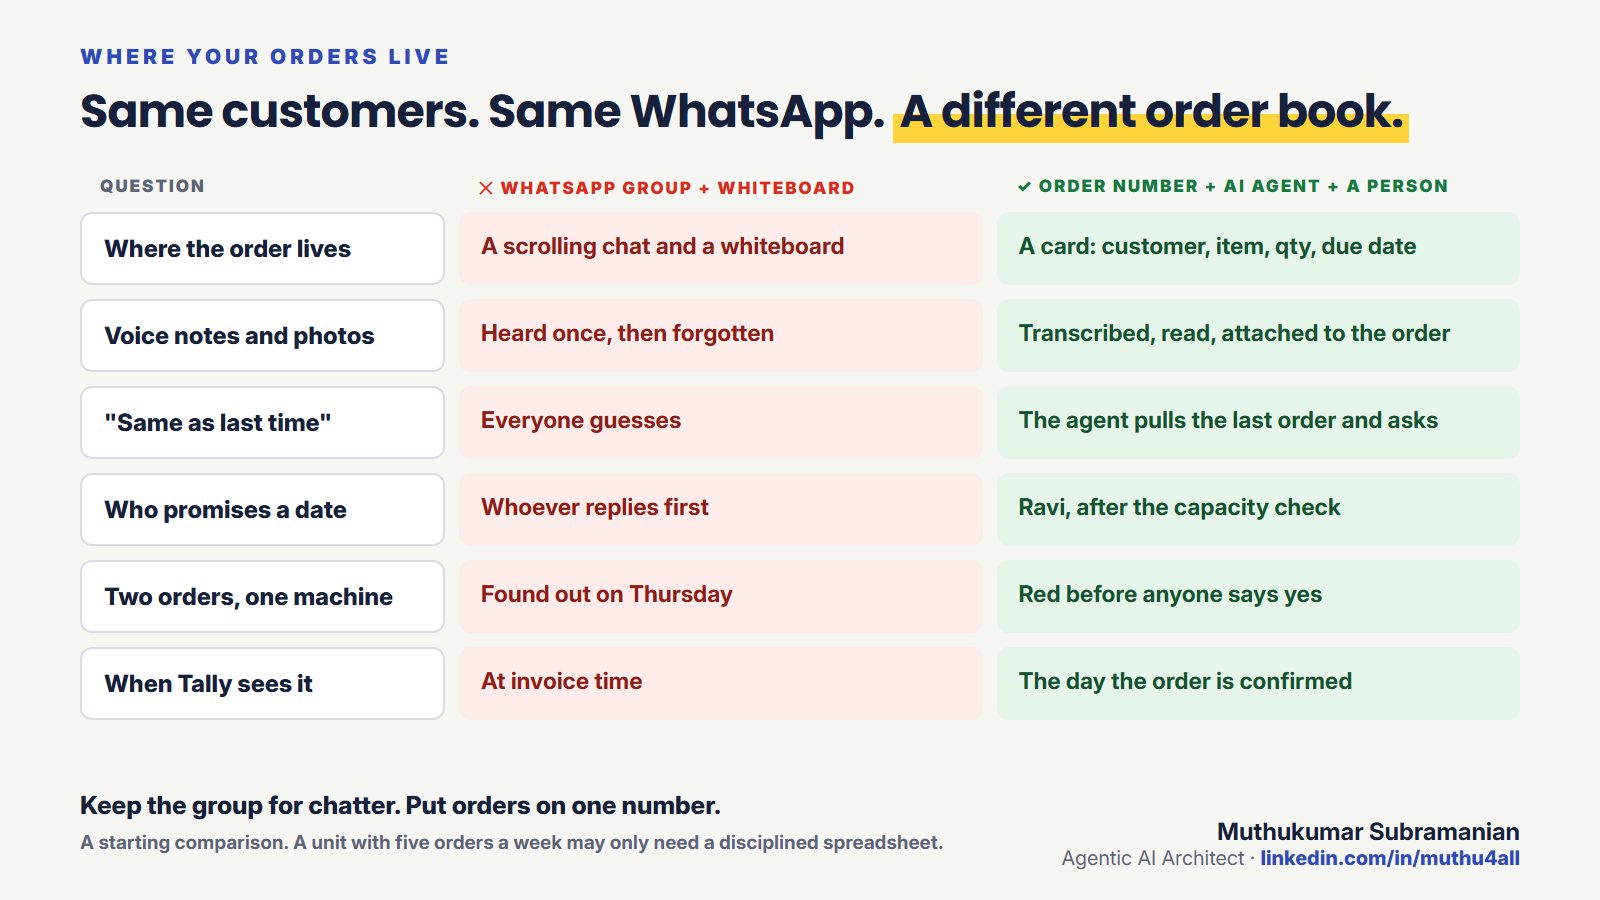 WHERE YOUR ORDERS LIVE
Same customers. Same WhatsApp. A different order book.
QUESTION
✕ WHATSAPP GROUP + WHITEBOARD
✓ ORDER NUMBER + AI AGENT + A PERSON
Where the order lives
A scrolling chat and a whiteboard
A card: customer, item, qty, due date
Voice notes and photos
Heard once, then forgotten
Transcribed, read, attached to the order
"Same as last time"
Everyone guesses
The agent pulls the last order and asks
Who promises a date
Whoever replies first
Ravi, after the capacity check
Two orders, one machine
Found out on Thursday
Red before anyone says yes
When Tally sees it
At invoice time
The day the order is confirmed
Keep the group for chatter. Put orders on one number.
A starting comparison. A unit with five orders a week may only need a disciplined spreadsheet.
Muthukumar Subramanian
Agentic AI Architect · linkedin.com/in/muthu4all